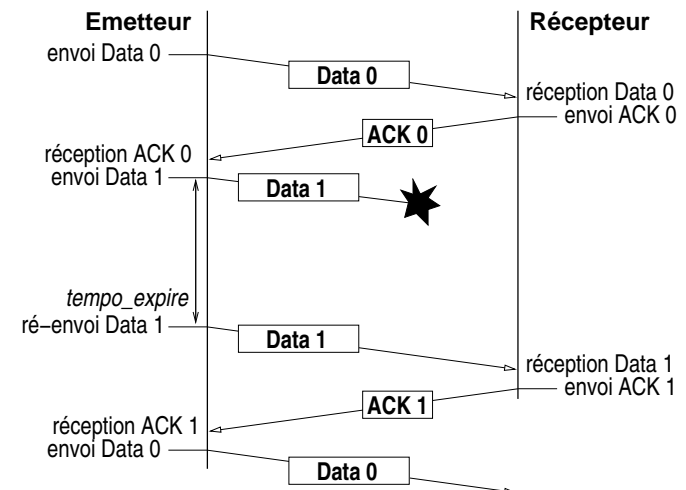 Emetteur
Récepteur
envoi Data 0
Data 0
réception Data 0
envoi ACK 0
ACK 0
réception ACK 0
envoi Data 1
Data 1
tempo_expire
ré−envoi Data 1
Data 1
réception Data 1
envoi ACK 1
ACK 1
réception ACK 1
envoi Data 0
Data 0